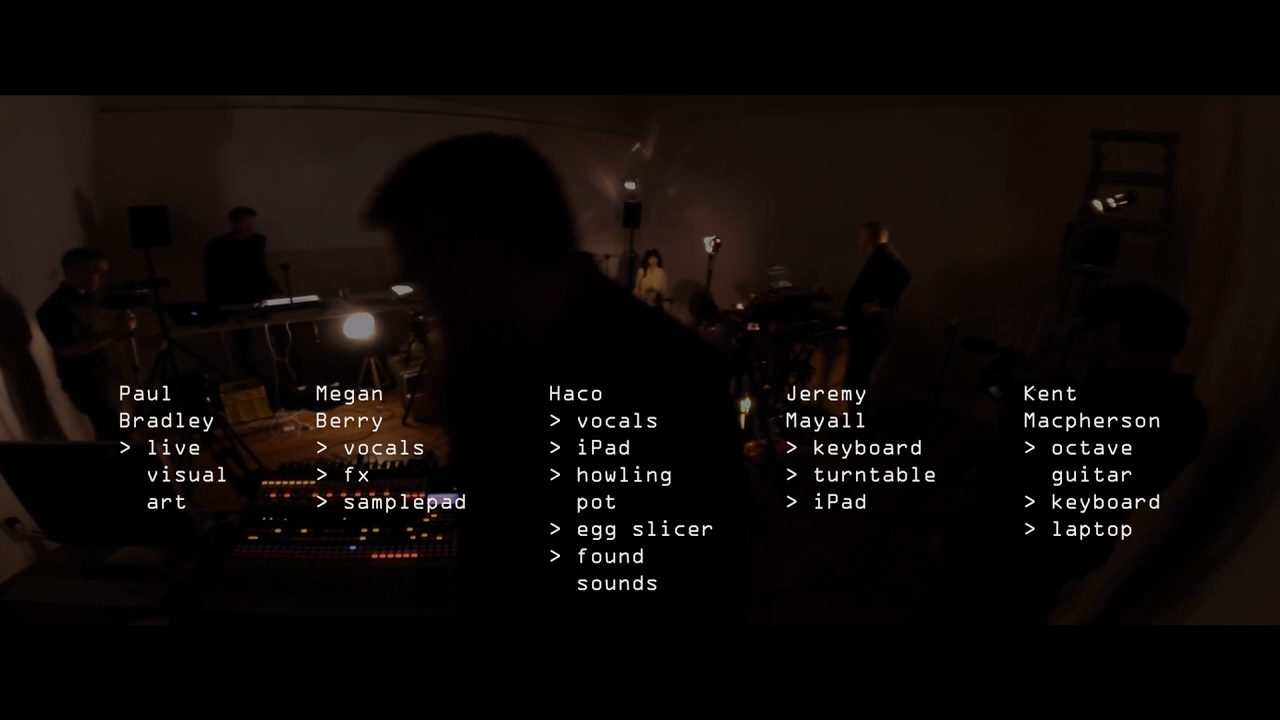 Paul
Bradley
> live
visual
art
Megan
Berry
> vocals
> fx
> samplepad
Haco
> vocals
> iPad
> howling
pot
> egg slicer
> found
sounds
Jeremy
Mayall
> keyboard
> turntable
> iPad
Kent
Macpherson
> octave
guitar
> keyboard
> laptop